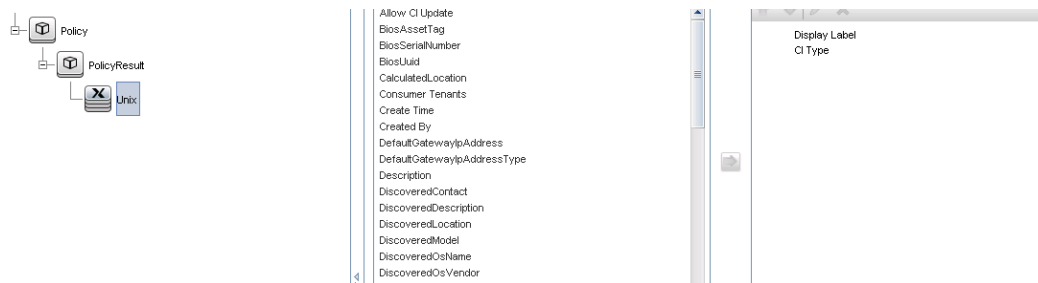 Policy
PolicyResult
Unix
Allow CI Update
BiosAssetTag
BiosSerialNumber
BiosUuid
CalculatedLocation
Consumer Tenants
Create Time
Created By
DefaultGatewayIpAddress
DefaultGatewayIpAddressType
Description
DiscoveredContact
DiscoveredDescription
DiscoveredLocation
DiscoveredModel
DiscoveredOsName
DiscoveredOsVendor
Display Label
CI Type